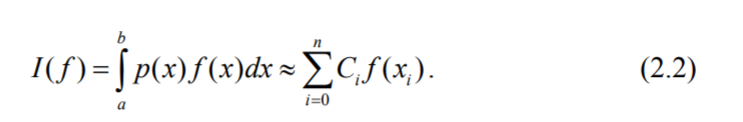 I(f) = ∫_a^b p(x)f(x)dx ≈ ∑_{i=0}^n C_i f(x_i). (2.2)